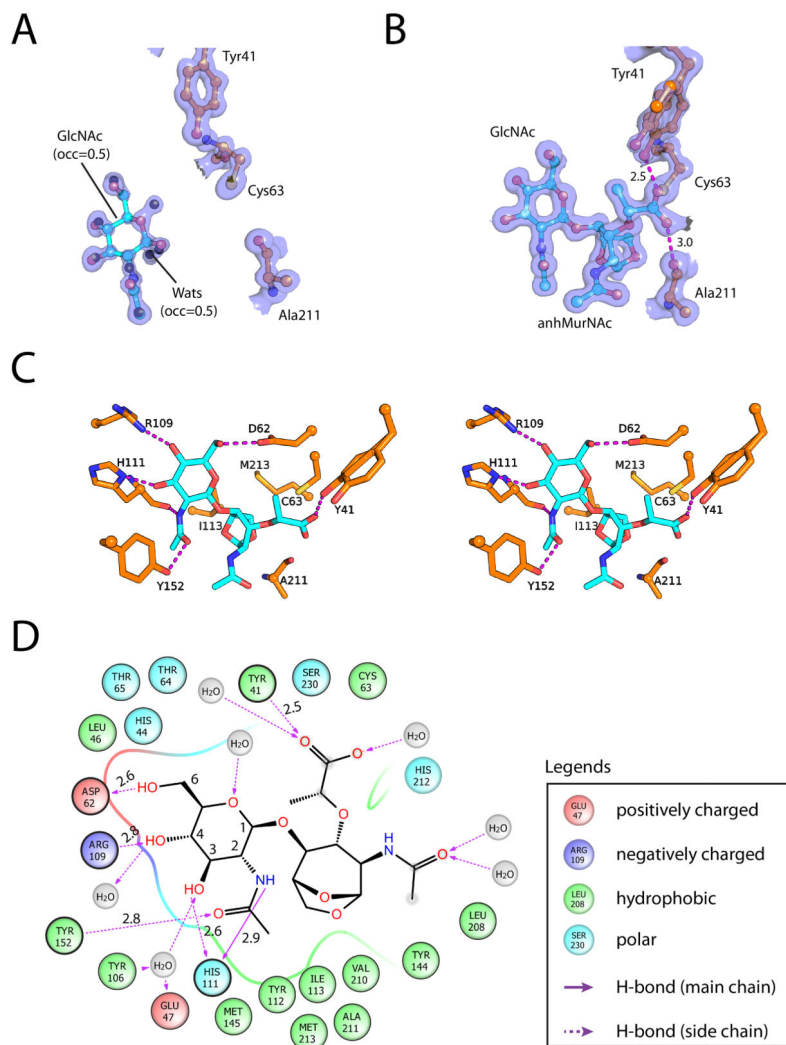 A
Tyr41
GlcNAc
(occ=0.5)
Cys63
Wats
(occ=0.5)
Ala211
B
Tyr41
GlcNAc
2.5
Cys63
3.0
Ala211
anhMurNAc
C
R109
D62
H111
M213
C63
Y41
I113
Y152
A211
R109
D62
H111
M213
C63
Y41
I113
Y152
A211
D
THR
65
THR
64
H₂O
TYR
41
SER
230
CYS
63
2.5
LEU
46
HIS
44
H₂O
O
O
H₂O
HIS
212
ASP
62
2.6
HO
6
O
O
ARG
109
2.8
HO
4
5
1
O
3
2
NH
O
H₂O
H₂O
HO
NH
O
O
H₂O
TYR
152
2.8
O
2.6
2.9
LEU
208
TYR
106
H₂O
HIS
111
TYR
144
GLU
47
MET
145
TYR
112
ILE
113
VAL
210
MET
213
ALA
211
Legends
GLU
47
positively charged
ARG
109
negatively charged
LEU
208
hydrophobic
SER
230
polar
H-bond (main chain)
H-bond (side chain)